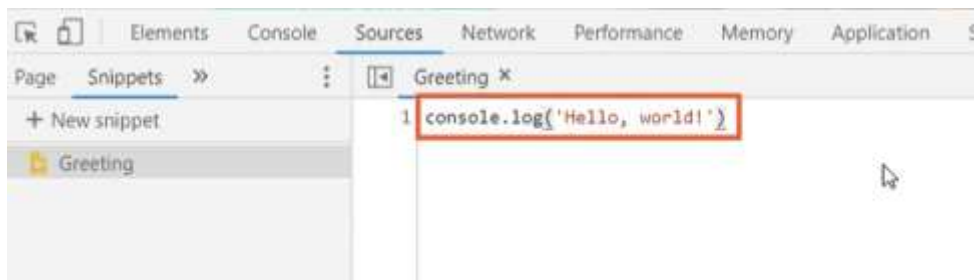 Elements Console Sources Network Performance Memory Application
Page Snippets »
Greeting ×
+ New snippet
1 console.log('Hello, world!')
Greeting